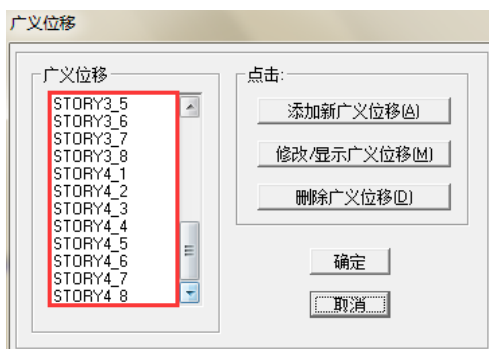 广义位移
广义位移
STORY3_5
STORY3_6
STORY3_7
STORY3_8
STORY4_1
STORY4_2
STORY4_3
STORY4_4
STORY4_5
STORY4_6
STORY4_7
STORY4_8
点击:
添加新广义位移(A)
修改/显示广义位移(M)
删除广义位移(D)
确定
取消